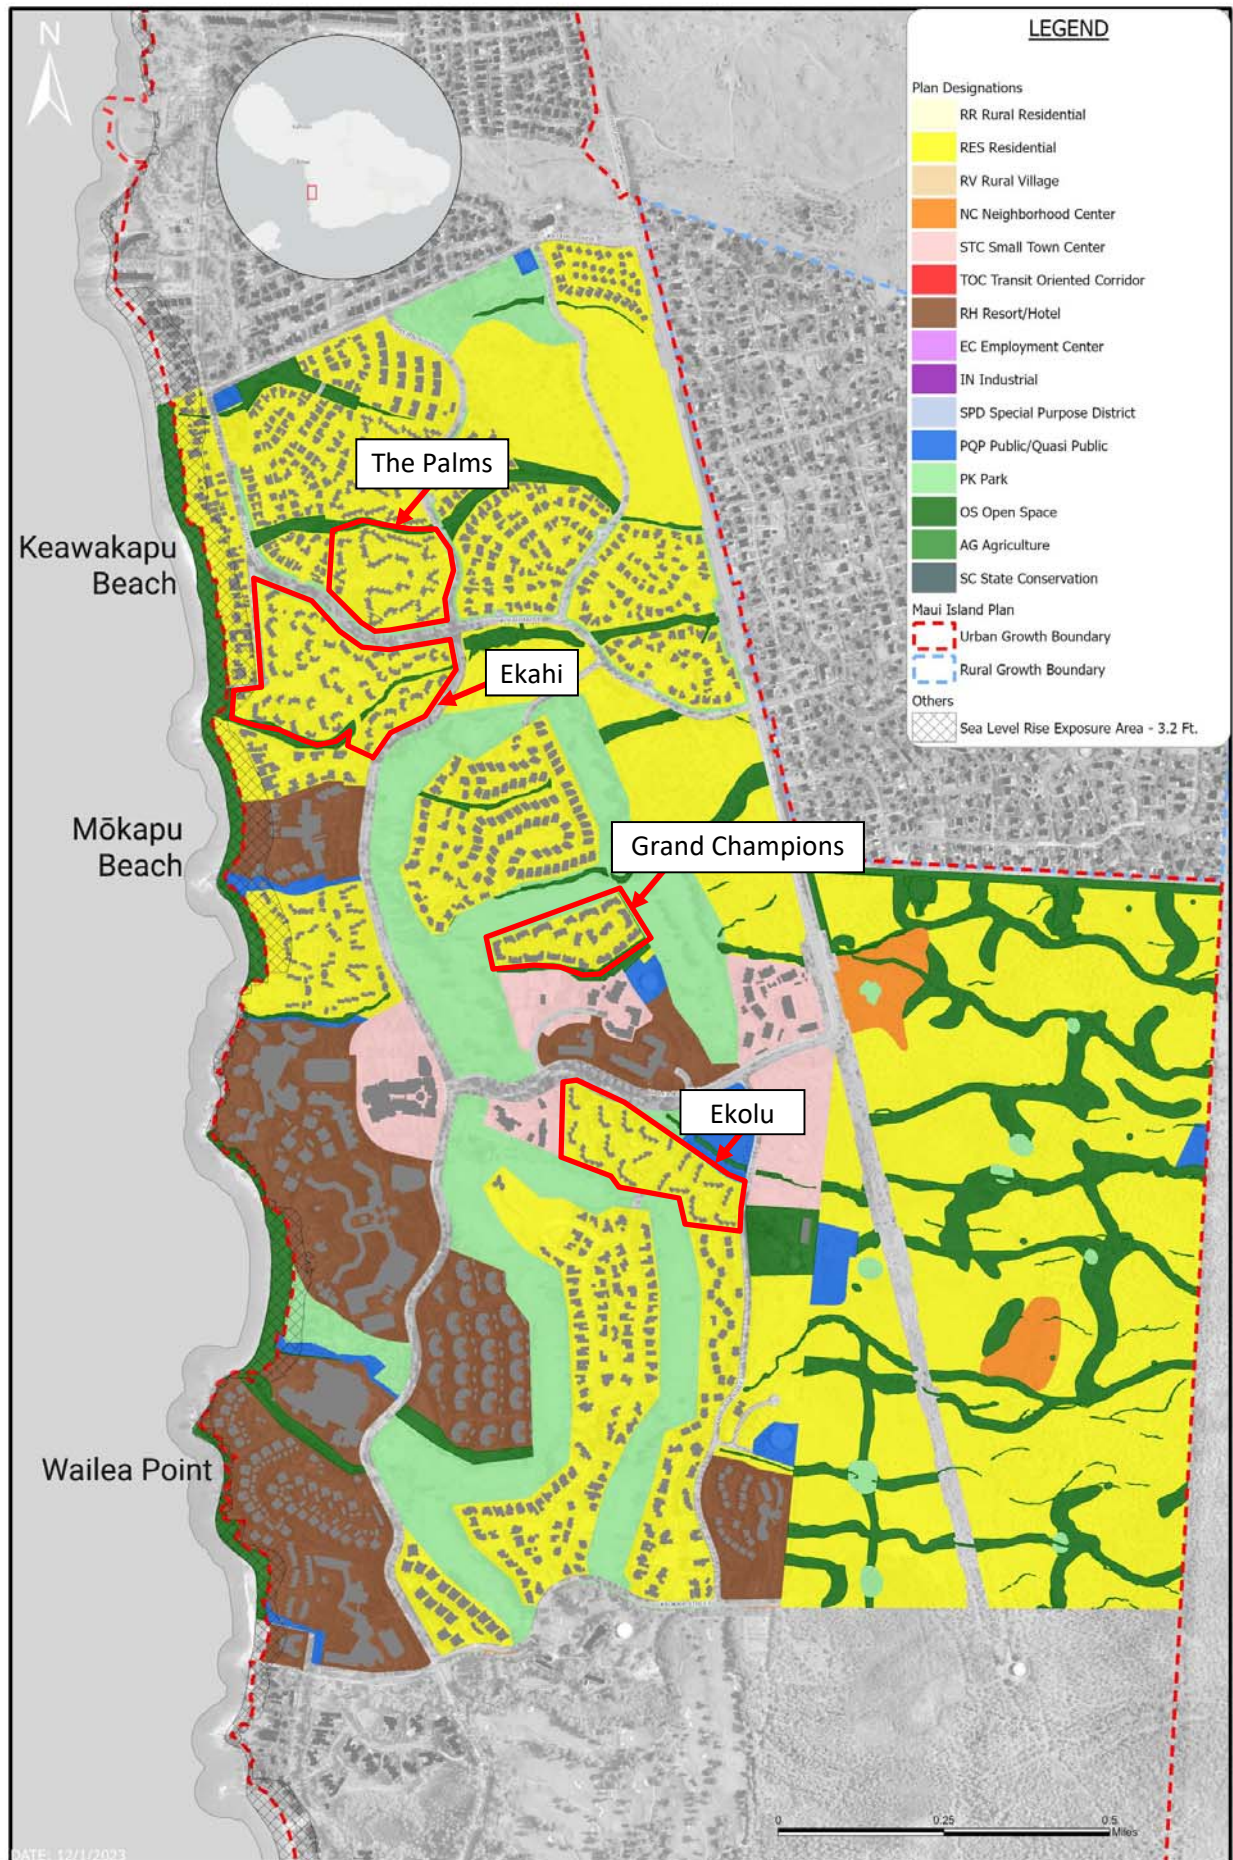 N
LEGEND
Plan Designations
RR Rural Residential
RES Residential
RV Rural Village
NC Neighborhood Center
STC Small Town Center
TOC Transit Oriented Corridor
RH Resort/Hotel
EC Employment Center
IN Industrial
SPD Special Purpose District
PQP Public/Quasi Public
PK Park
OS Open Space
AG Agriculture
SC State Conservation
Maui Island Plan
Urban Growth Boundary
Rural Growth Boundary
Others
Sea Level Rise Exposure Area - 3.2 Ft.
The Palms
Keawakapu
Beach
Ekahi
Mōkapu
Beach
Grand Champions
Ekolu
Wailea Point
0 0.25 0.5
Miles
DATE: 12/1/2023